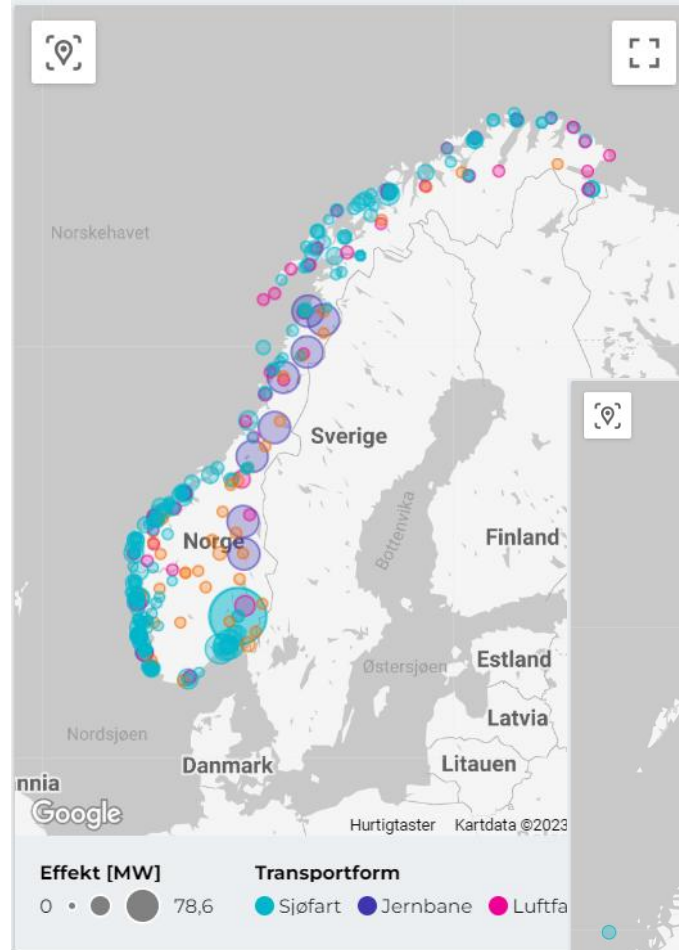 Norskehavet
Sverige
Finland
Norge
Bottenvika
Østersjøen
Estland
Latvia
Nordsjøen
Danmark
Litauen
nnia
Google
Hurtigtaster Kartdata ©2023
Effekt [MW]
0 78,6
Transportform
Sjøfart Jernbane Luftfa